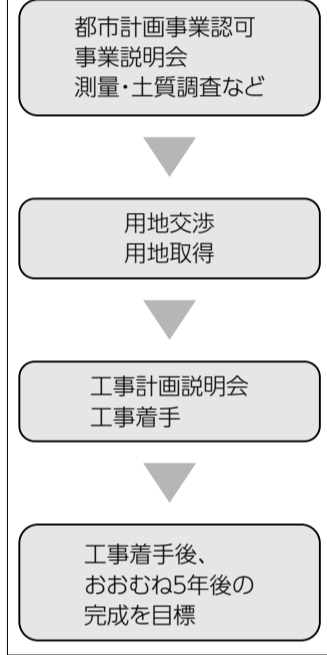 都市計画事業認可
事業説明会
測量・土質調査など
用地交渉
用地取得
工事計画説明会
工事着手
工事着手後、
おおむね5年後の
完成を目標